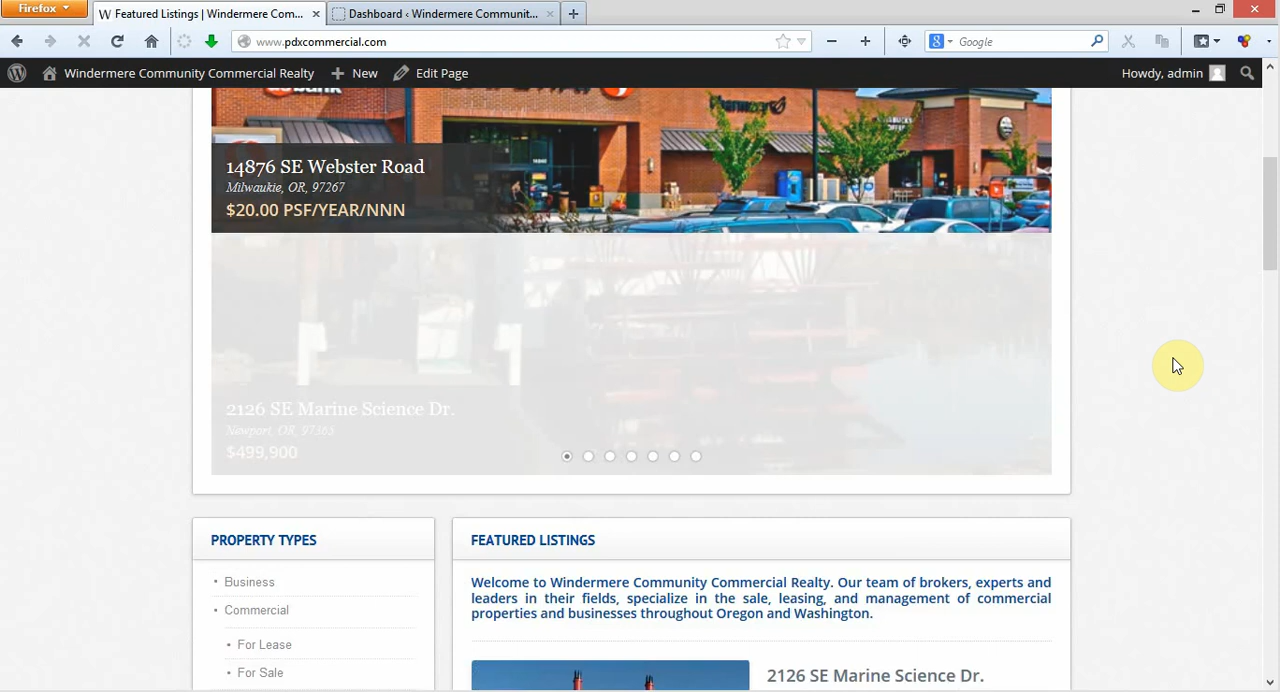 Firefox
Featured Listings | Windermere Com...
Dashboard ‹ Windermere Communit...
www.pdxcommercial.com
Google
Windermere Community Commercial Realty
New
Edit Page
Howdy, admin
14876 SE Webster Road
Milwaukie, OR, 97267
$20.00 PSF/YEAR/NNN
2126 SE Marine Science Dr.
Newport, OR, 97365
$499,900
PROPERTY TYPES
Business
Commercial
For Lease
For Sale
FEATURED LISTINGS
Welcome to Windermere Community Commercial Realty. Our team of brokers, experts and
leaders in their fields, specialize in the sale, leasing, and management of commercial
properties and businesses throughout Oregon and Washington.
2126 SE Marine Science Dr.